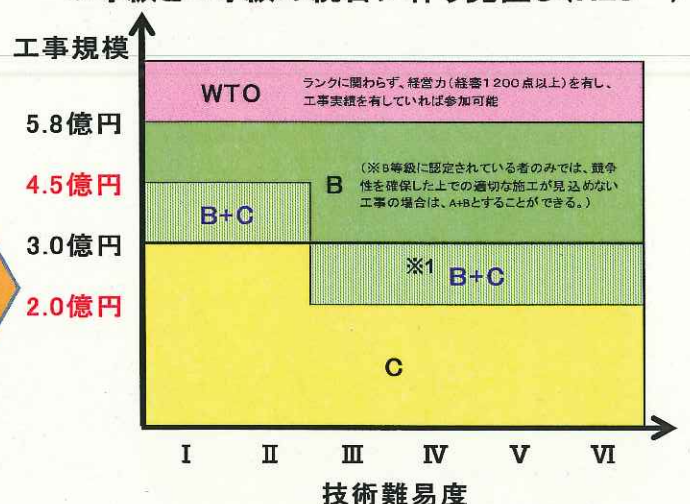 工事規模
WTO
ランクに関わらず、経営力(経審1200点以上)を有し、
工事実績を有していれば参加可能
5.8億円
B
(※B等級に認定されている者のみでは、競争
性を確保した上での適切な施工が見込めない
工事の場合は、A+Bとすることができる。)
4.5億円
B+C
3.0億円
※1 B+C
2.0億円
C
I II III IV V VI
技術難易度